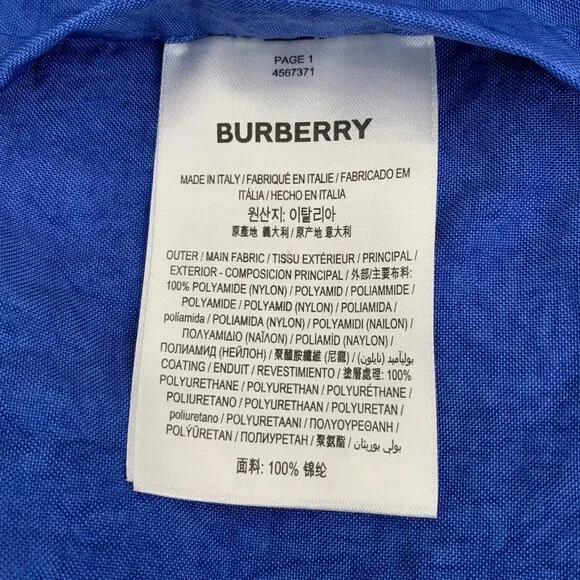 PAGE 1
4567371
BURBERRY
MADE IN ITALY / FABRIQUÉ EN ITALIE / FABRICADO EM
ITÁLIA / HECHO EN ITALIA
원산지: 이탈리아
原產地 義大利 / 原产地 意大利
OUTER / MAIN FABRIC / TISSU EXTÉRIEUR / PRINCIPAL /
EXTERIOR - COMPOSICION PRINCIPAL / 外部/主要布料:
100% POLYAMIDE (NYLON) / POLYAMID / POLIAMMIDE /
POLYAMIDE / POLYAMID (NYLON) / POLIAMIDA /
poliamida / POLIAMIDA (NYLON) / POLYAMIDI (NAILON) /
ΠΟΛΥΑΜΙΔΙΟ (ΝΑΪΛΟΝ) / POLÍAMÍÐ (NAYLON) /
ПОЛИАМИД (НЕЙЛОН) / 聚醯胺纖維 (尼龍) / بوليأميد (نايلون)
COATING / ENDUIT / REVESTIMIENTO / 塗層處理: 100%
POLYURETHANE / POLYURETHAN / POLYURÉTHANE /
POLIURETANO / POLYURETHAAN / POLYURETAN /
poliuretano / POLYURETAANI / ΠΟΛΥΟΥΡΕΘΑΝΗ /
PÓLÝÚRETAN / ПОЛИУРЕТАН / 聚氨酯 / بولي يوريثان
面料: 100% 锦纶